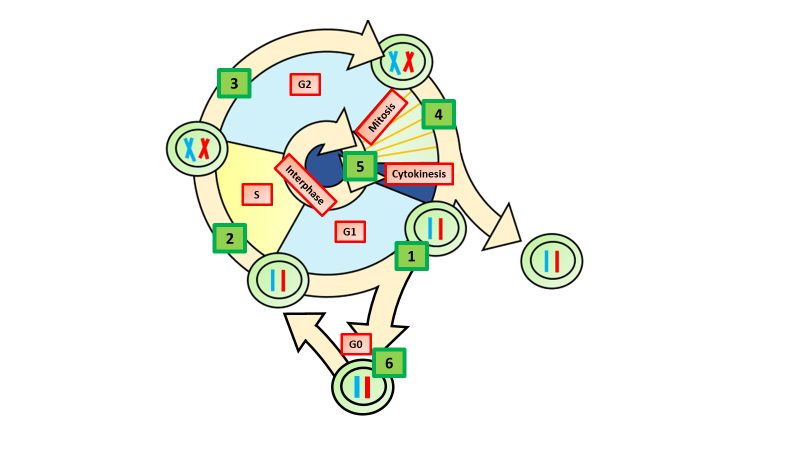 3
G2
Mitosis
4
5
Cytokinesis
Interphase
S
G1
2
1
G0
6